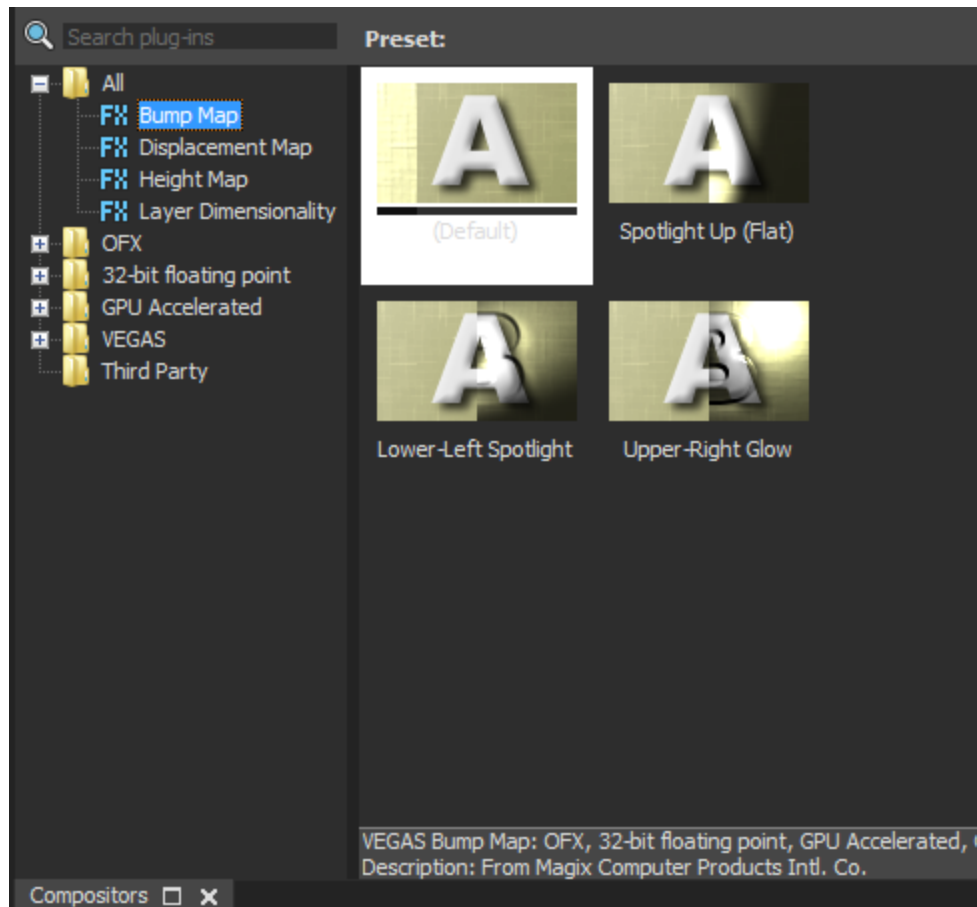 Search plug-ins
Preset:
All
FX Bump Map
FX Displacement Map
FX Height Map
FX Layer Dimensionality
OFX
32-bit floating point
GPU Accelerated
VEGAS
Third Party
A
(Default)
A
Spotlight Up (Flat)
A
Lower-Left Spotlight
A
Upper-Right Glow
VEGAS Bump Map: OFX, 32-bit floating point, GPU Accelerated,
Description: From Magix Computer Products Intl. Co.
Compositors